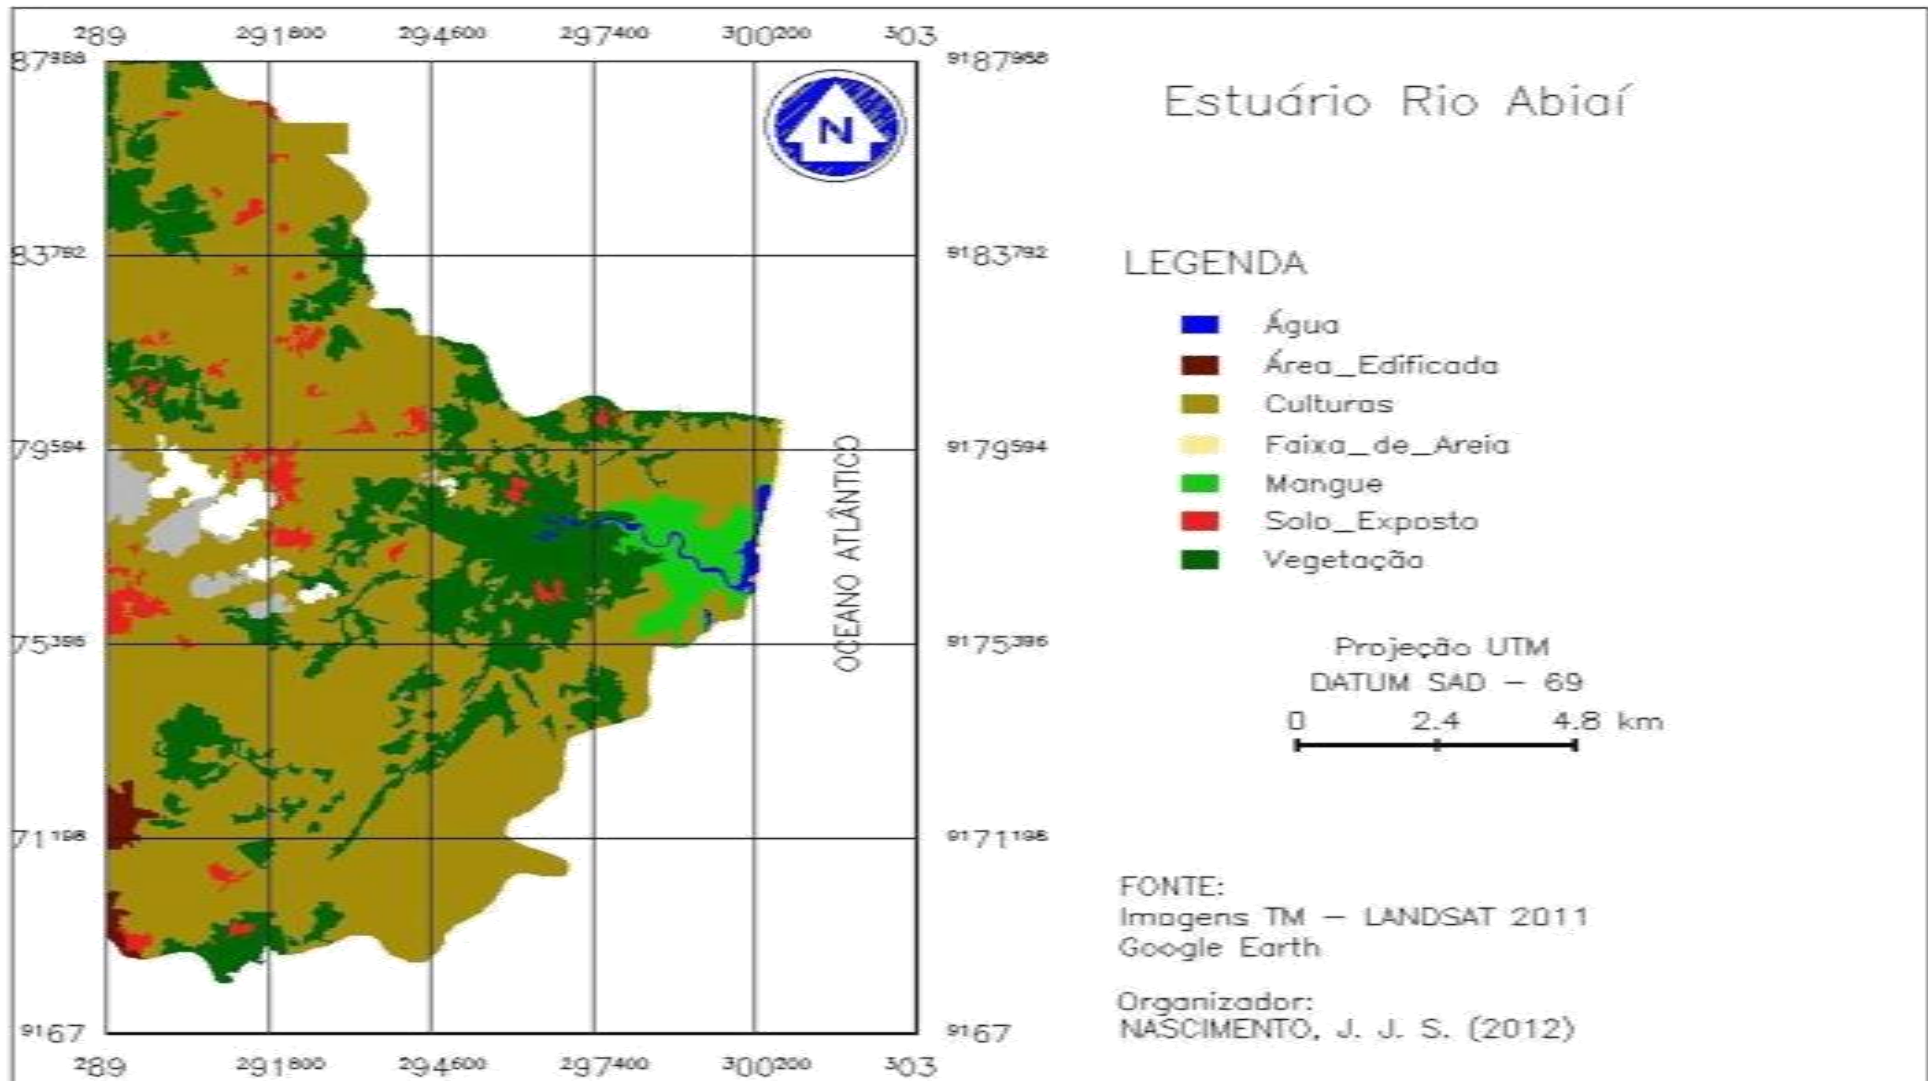 289 291800 294600 297400 300200 303
87988 9187988
N
Estuário Rio Abiaí
83792 9183792
LEGENDA
Água
Área_Edificada
Culturas
Faixa_de_Areia
Mangue
Solo_Exposto
Vegetação
79594 9179594
OCEANO ATLÂNTICO
75396 9175396
Projeção UTM
DATUM SAD - 69
0 2.4 4.8 km
71198 9171198
FONTE:
Imagens TM - LANDSAT 2011
Google Earth
Organizador:
NASCIMENTO, J. J. S. (2012)
9167 9167
289 291800 294600 297400 300200 303